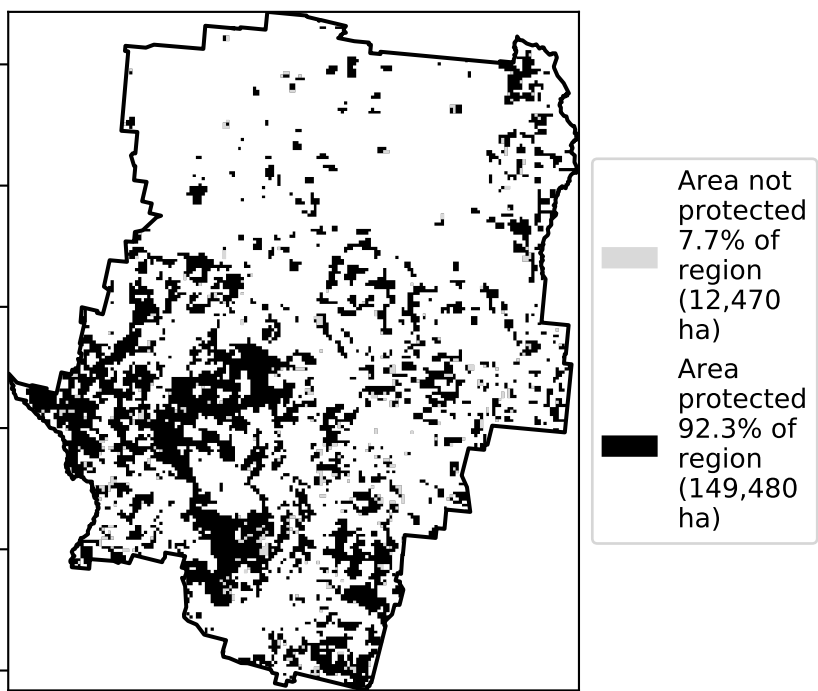 Area not
protected
7.7% of
region
(12,470
ha)
Area
protected
92.3% of
region
(149,480
ha)